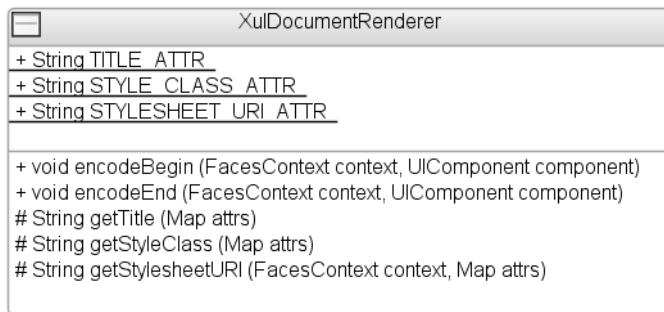 XulDocumentRenderer
+ String TITLE_ATTR
+ String STYLE_CLASS_ATTR
+ String STYLESHEET_URI_ATTR
+ void encodeBegin (FacesContext context, UIComponent component)
+ void encodeEnd (FacesContext context, UIComponent component)
# String getTitle (Map attrs)
# String getStyleClass (Map attrs)
# String getStylesheetURI (FacesContext context, Map attrs)